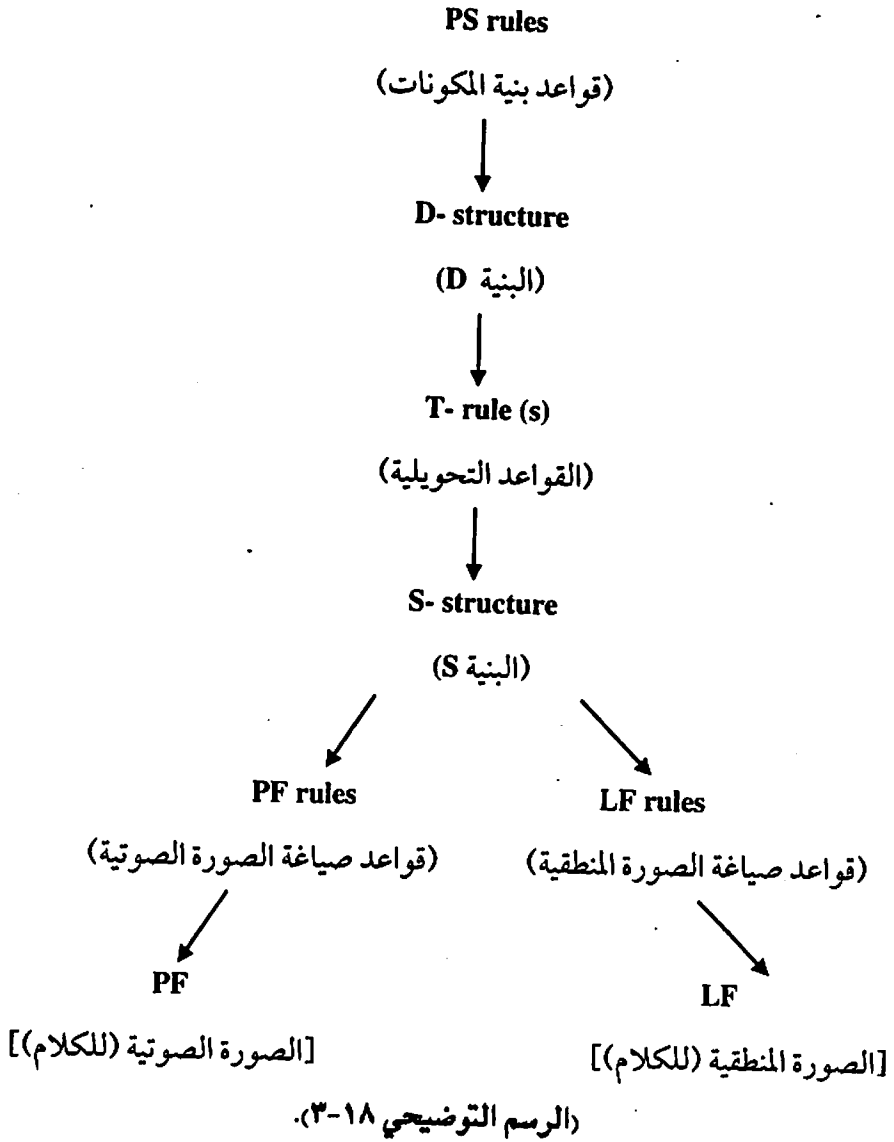 PS rules
(قواعد بنية المكونات)
D- structure
(البنية D)
T- rule (s)
(القواعد التحويلية)
S- structure
(البنية S)
PF rules
LF rules
(قواعد صياغة الصورة الصوتية)
(قواعد صياغة الصورة المنطقية)
PF
LF
[الصورة الصوتية (للكلام)]
[الصورة المنطقية (للكلام)]
(الرسم التوضيحي ١٨-٣).